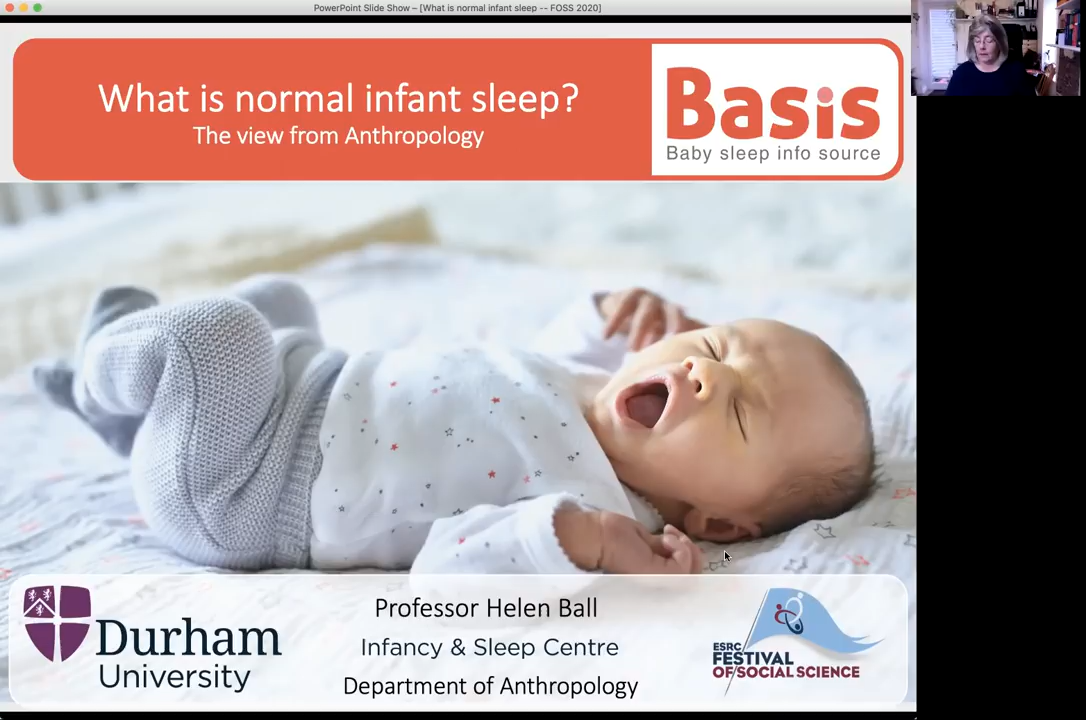 PowerPoint Slide Show – [What is normal infant sleep -- FOSS 2020]
What is normal infant sleep?
The view from Anthropology
Basis
Baby sleep info source
Durham
University
Professor Helen Ball
Infancy & Sleep Centre
Department of Anthropology
ESRC
FESTIVAL
OF SOCIAL SCIENCE